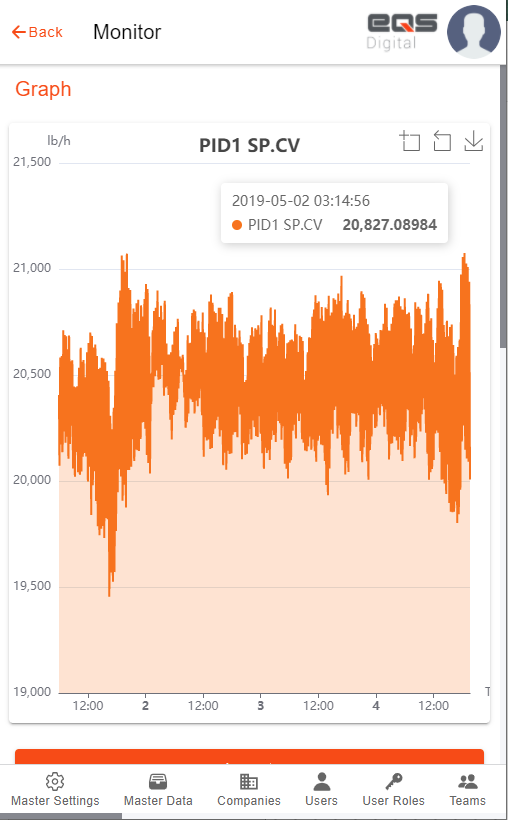 Back
Monitor
eqs
Digital
Graph
lb/h
PID1 SP.CV
21,500
2019-05-02 03:14:56
PID1 SP.CV 20,827.08984
21,000
20,500
20,000
19,500
19,000
T
12:00 2 12:00 3 12:00 4 12:00
Master Settings Master Data Companies Users User Roles Teams